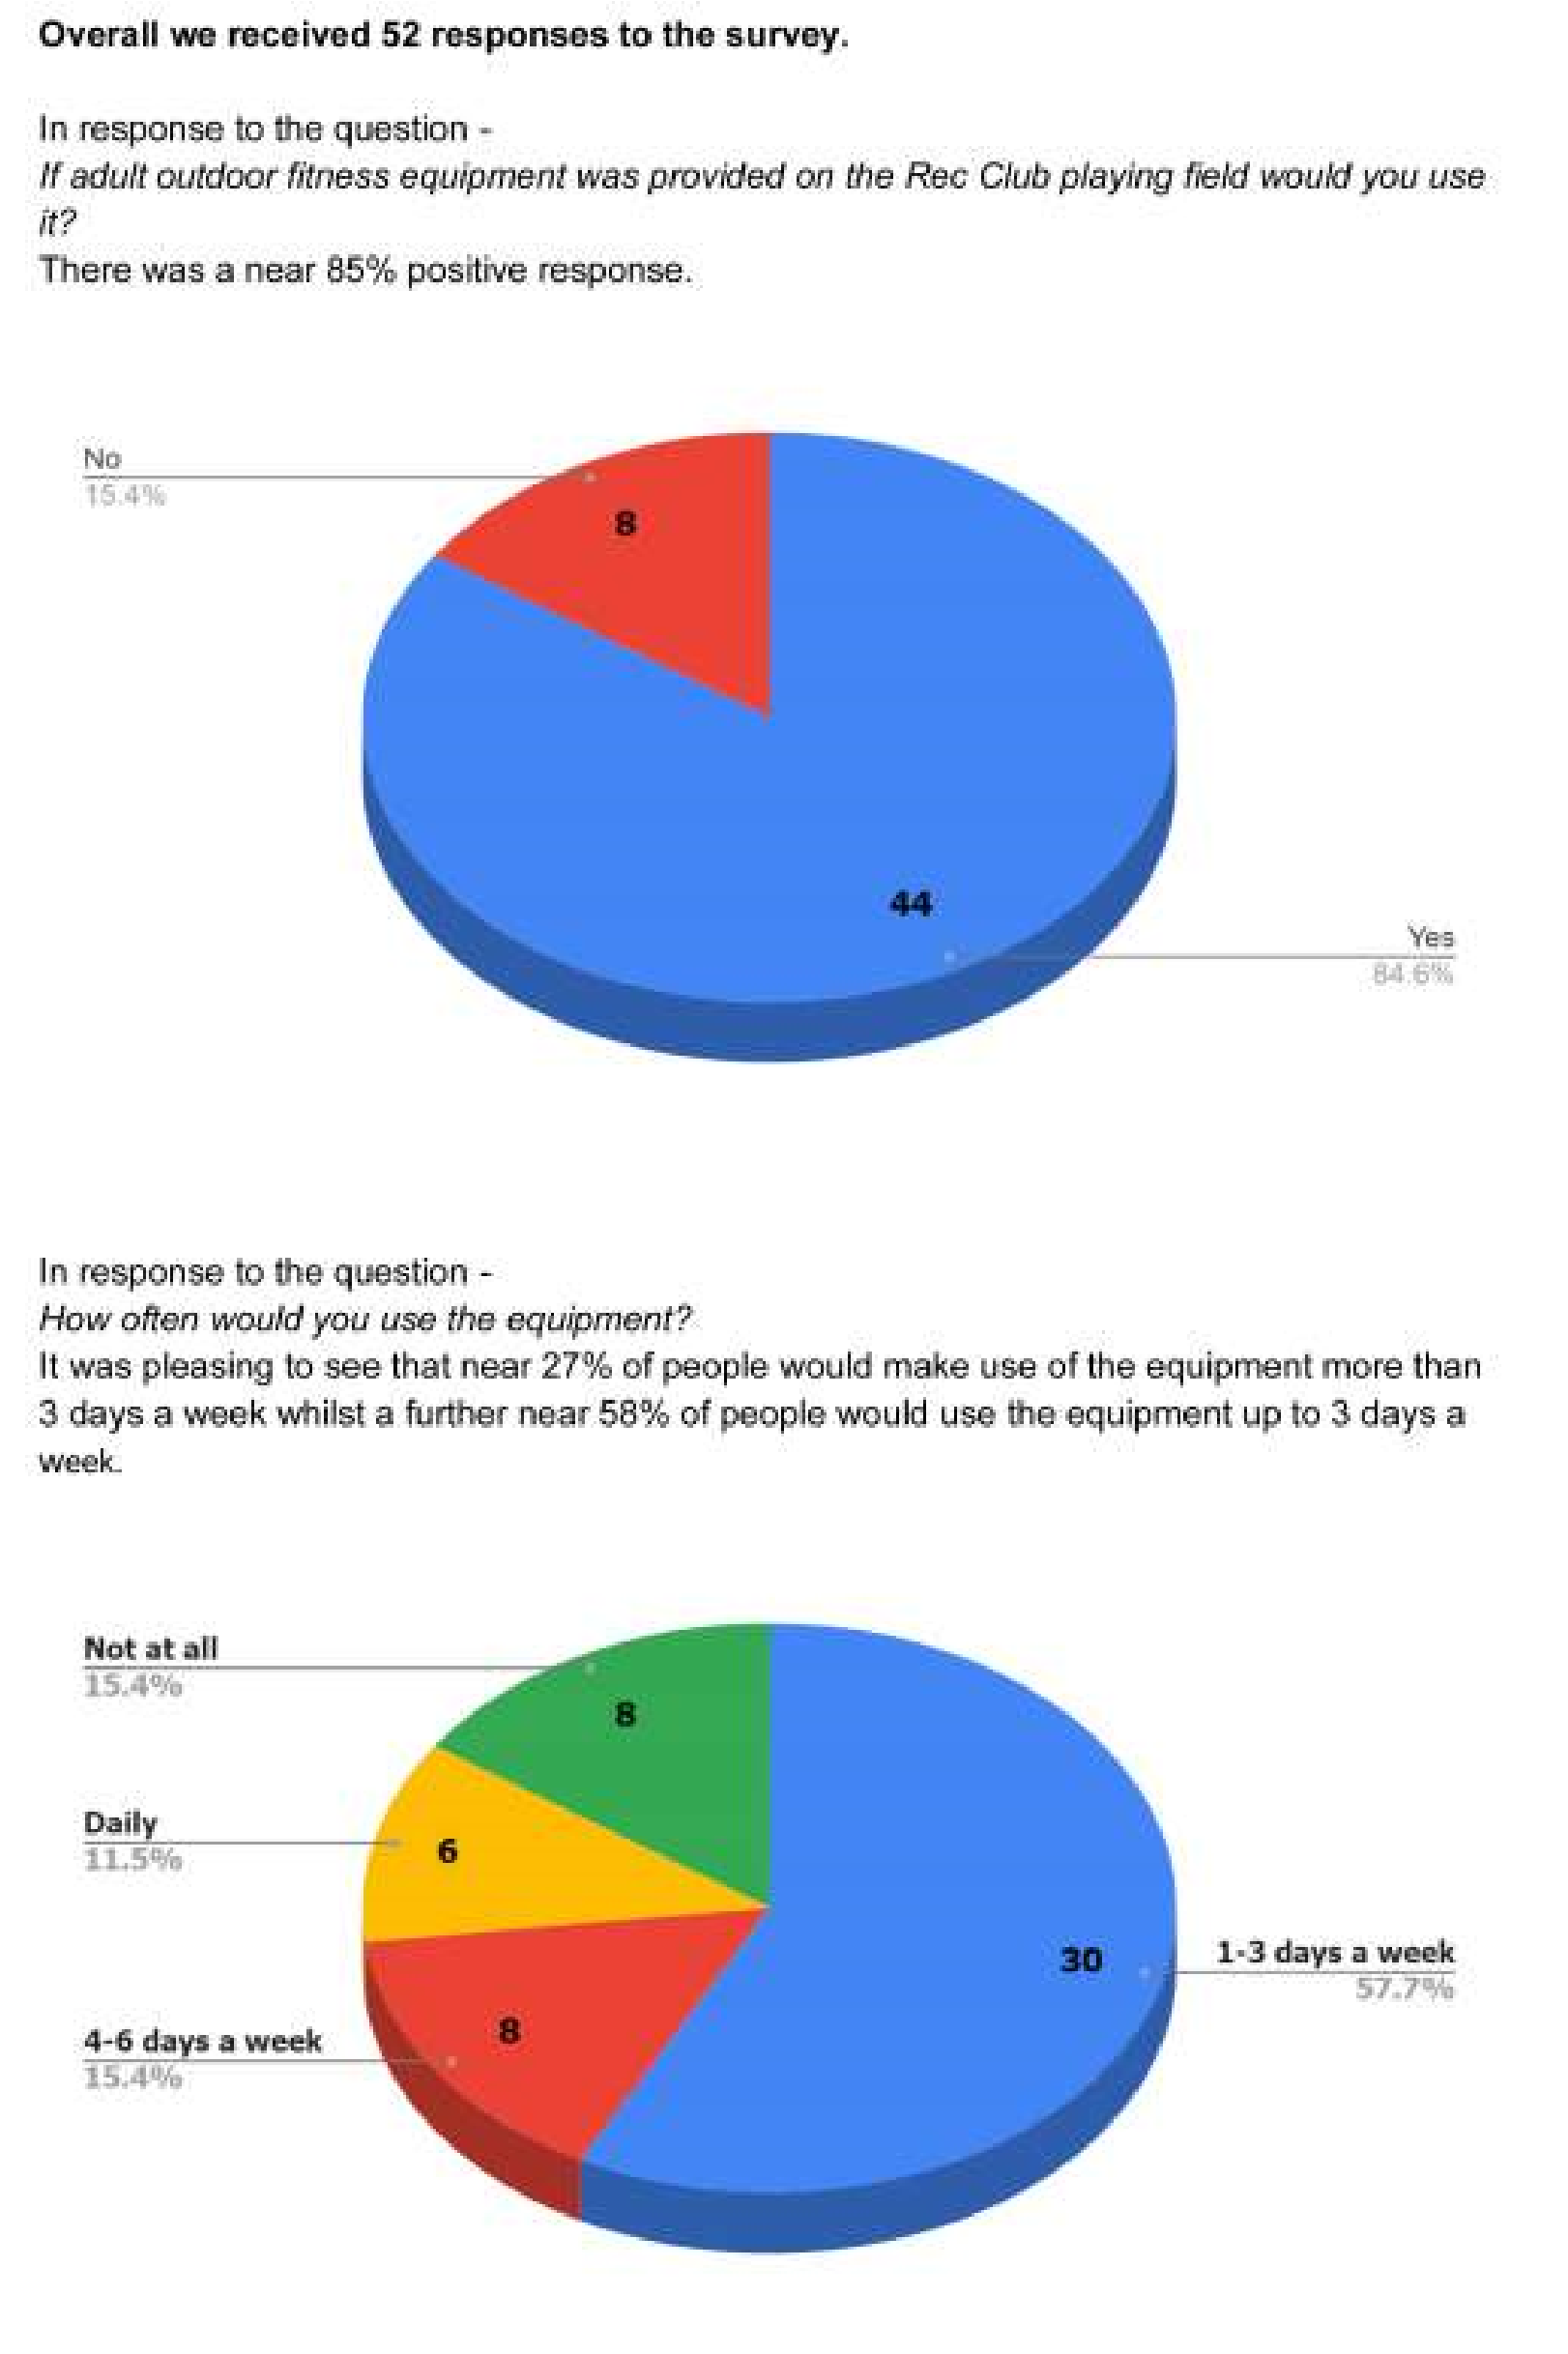 Overall we received 52 responses to the survey.
In response to the question -
If adult outdoor fitness equipment was provided on the Rec Club playing field would you use
it?
There was a near 85% positive response.
No
15.4%
8
44
Yes
84.6%
In response to the question -
How often would you use the equipment?
It was pleasing to see that near 27% of people would make use of the equipment more than
3 days a week whilst a further near 58% of people would use the equipment up to 3 days a
week.
Not at all
15.4%
8
Daily
11.5%
6
30
1-3 days a week
57.7%
8
4-6 days a week
15.4%